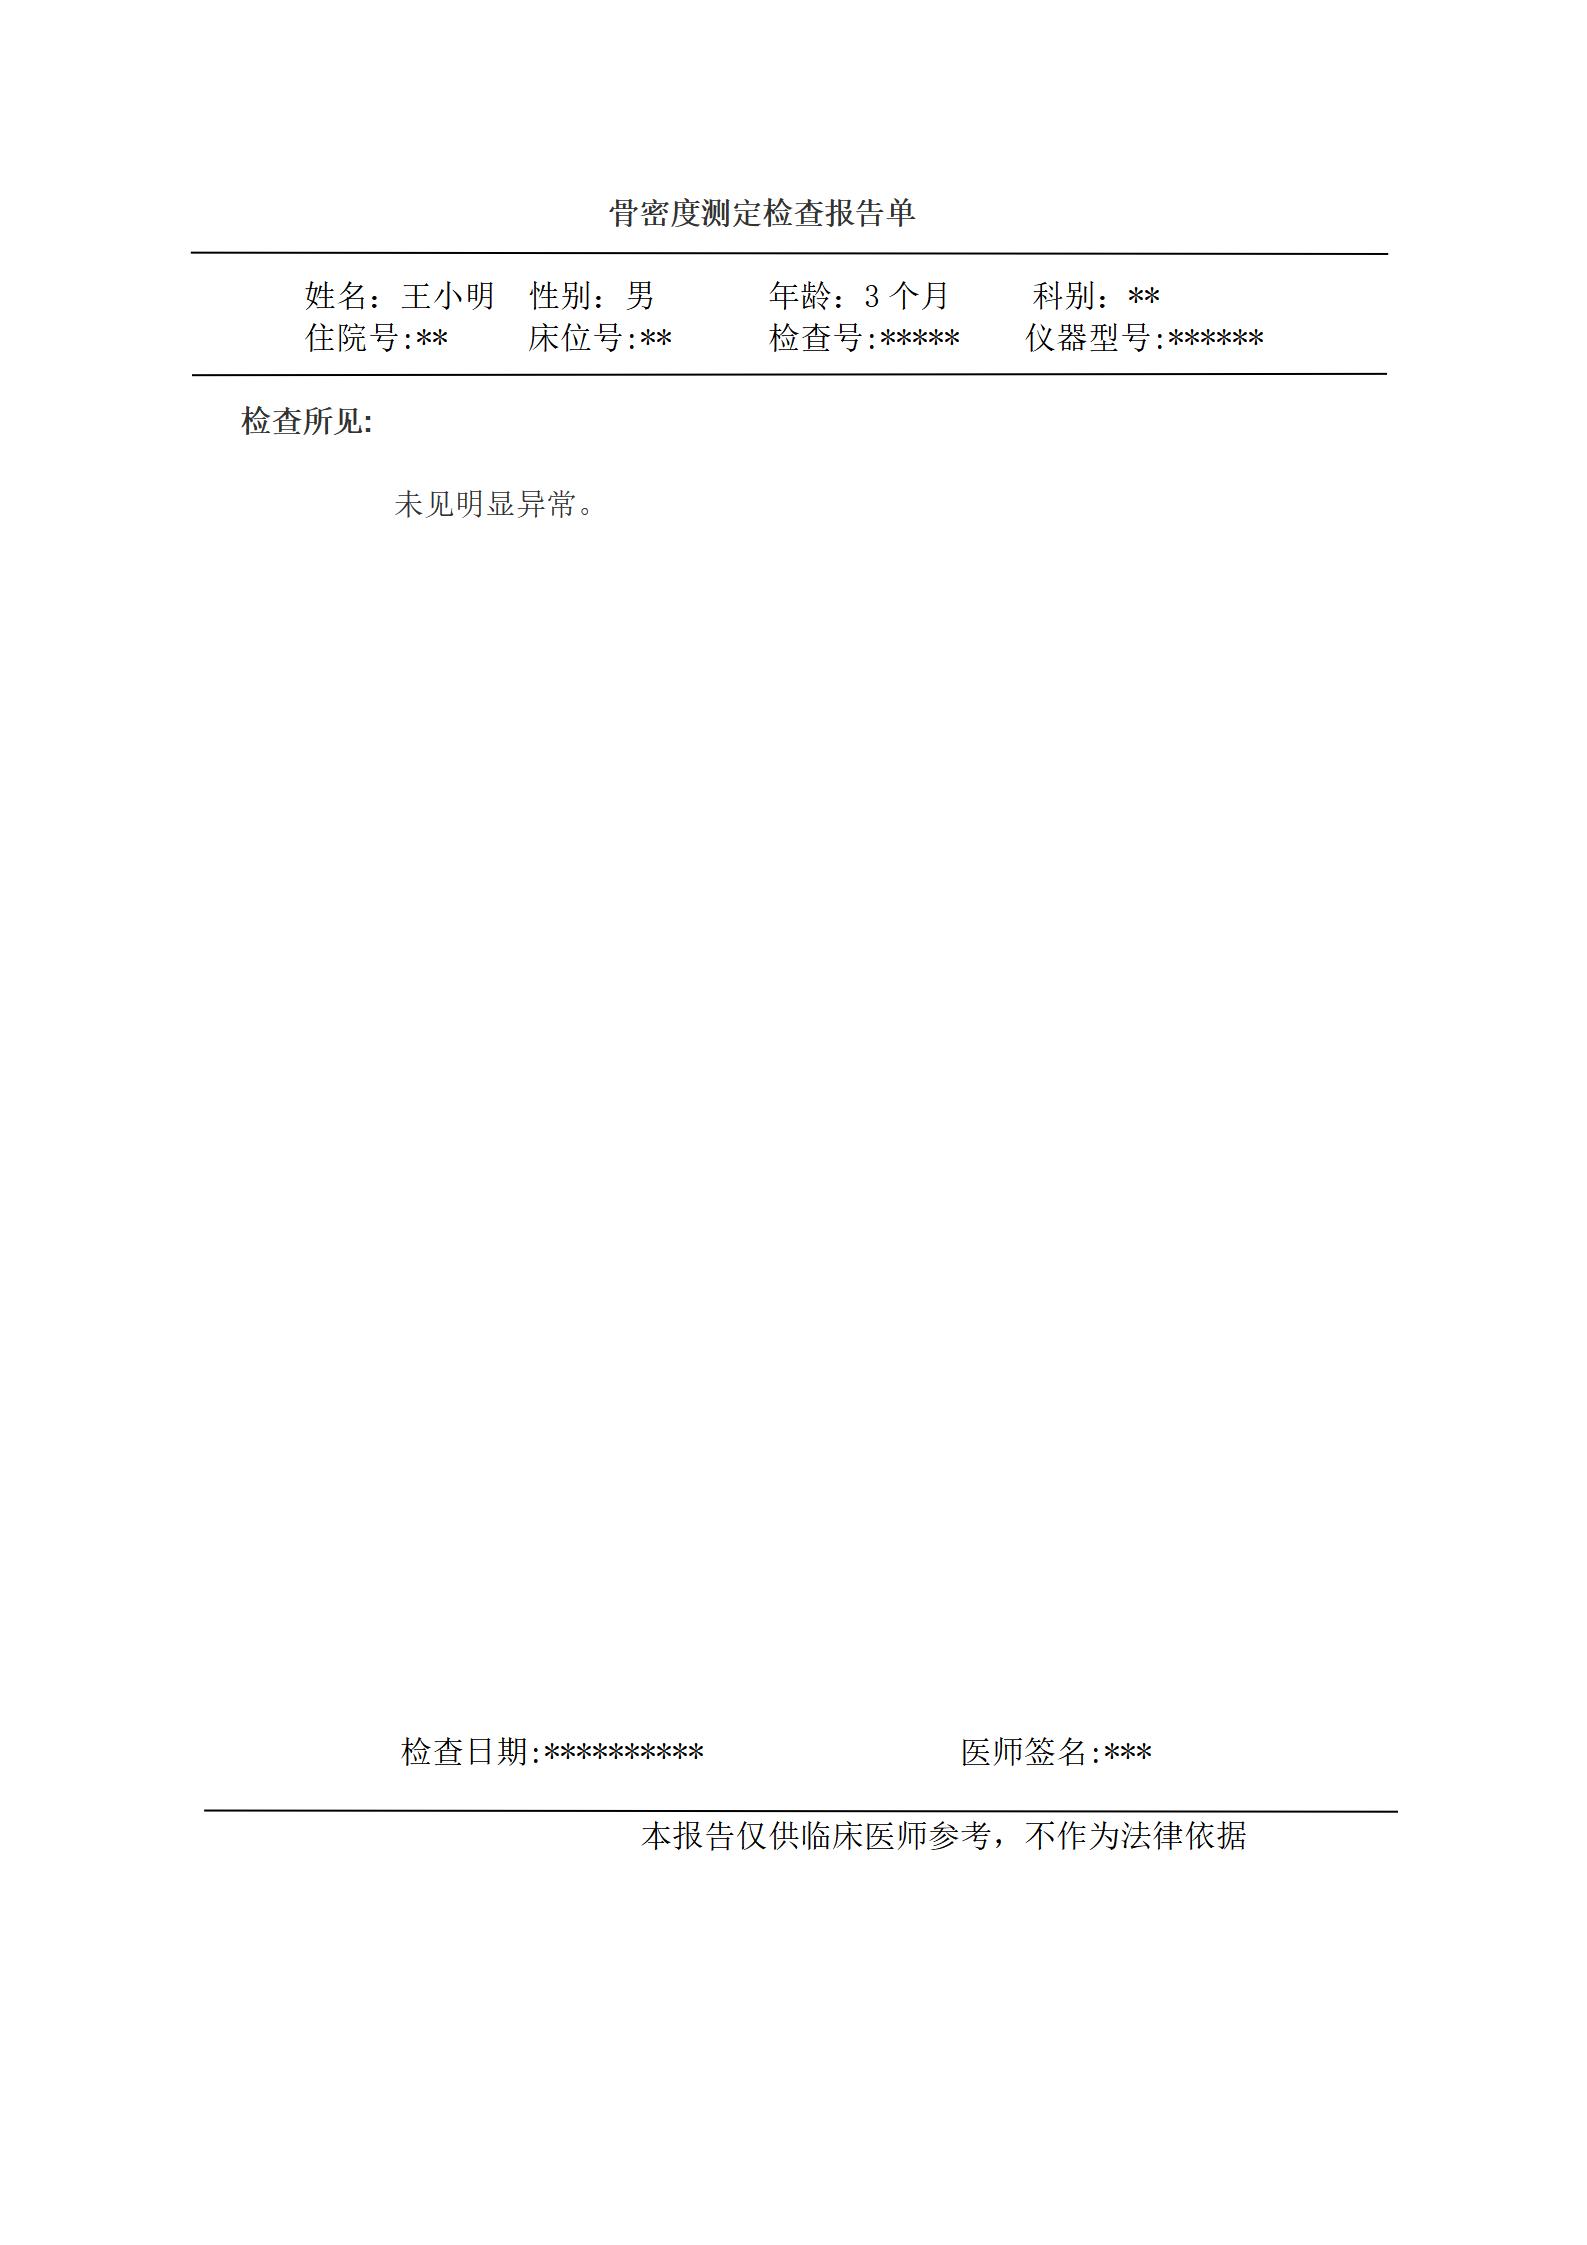 骨密度测定检查报告单
姓名：王小明 性别：男 年龄：3 个月 科别：**
住院号:** 床位号:** 检查号:***** 仪器型号:******
检查所见:
未见明显异常。
检查日期:********** 医师签名:***
本报告仅供临床医师参考，不作为法律依据